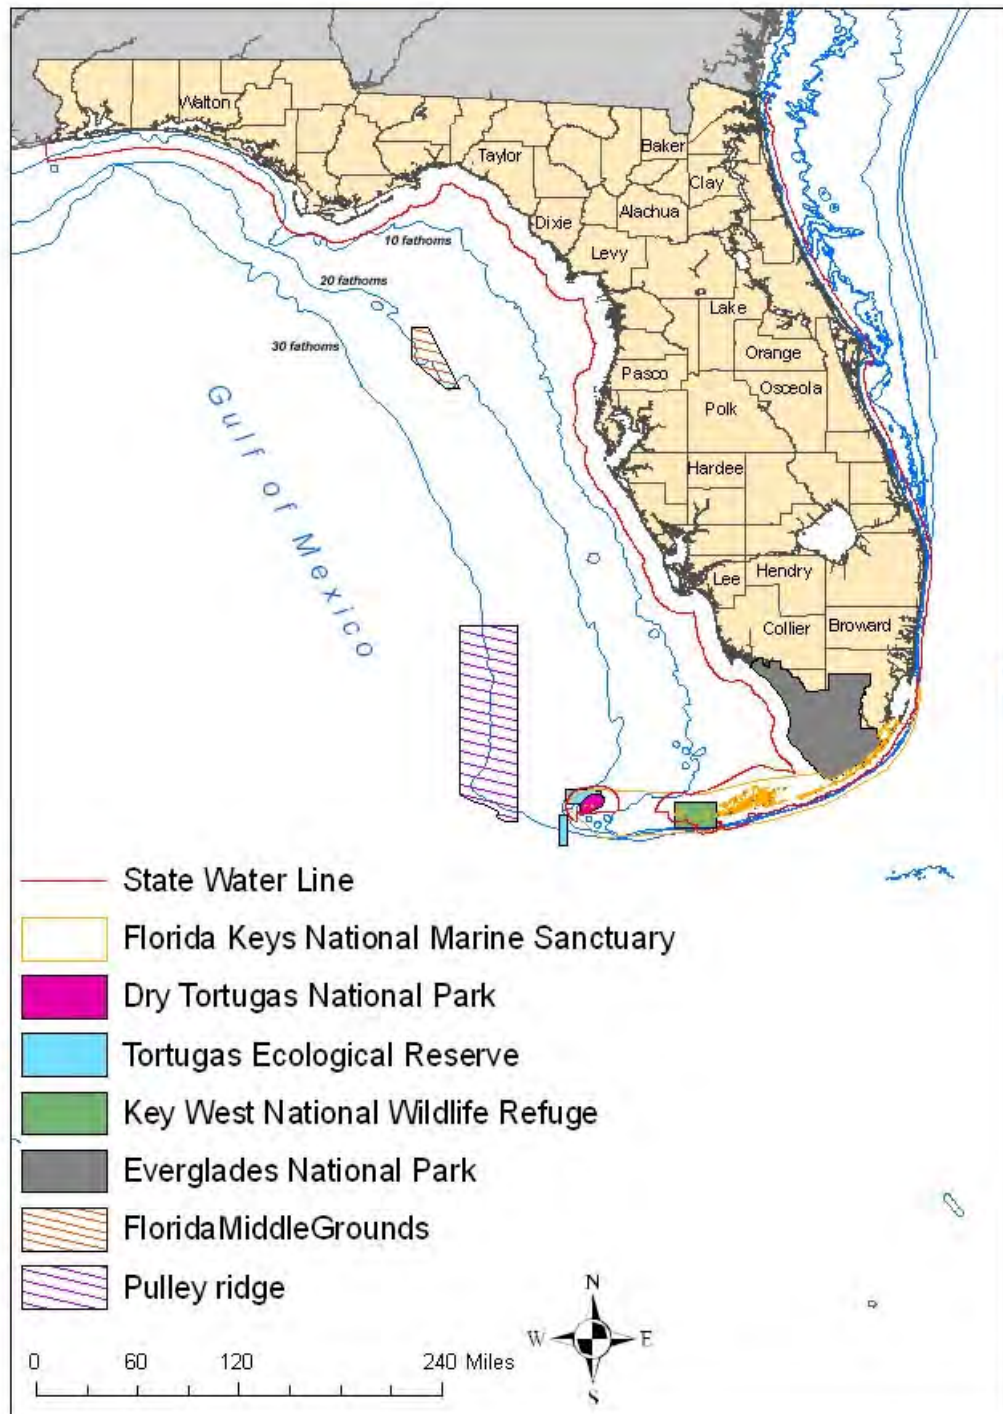 Walton
Baker
Taylor
Clay
Alachua
Dixie
10 fathoms
Levy
20 fathoms
Lake
30 fathoms
Orange
Pasco
Osceola
Polk
Gulf of Mexico
Hardee
Lee
Hendry
Collier
Broward
State Water Line
Florida Keys National Marine Sanctuary
Dry Tortugas National Park
Tortugas Ecological Reserve
Key West National Wildlife Refuge
Everglades National Park
FloridaMiddleGrounds
Pulley ridge
N
W E
S
0 60 120 240 Miles